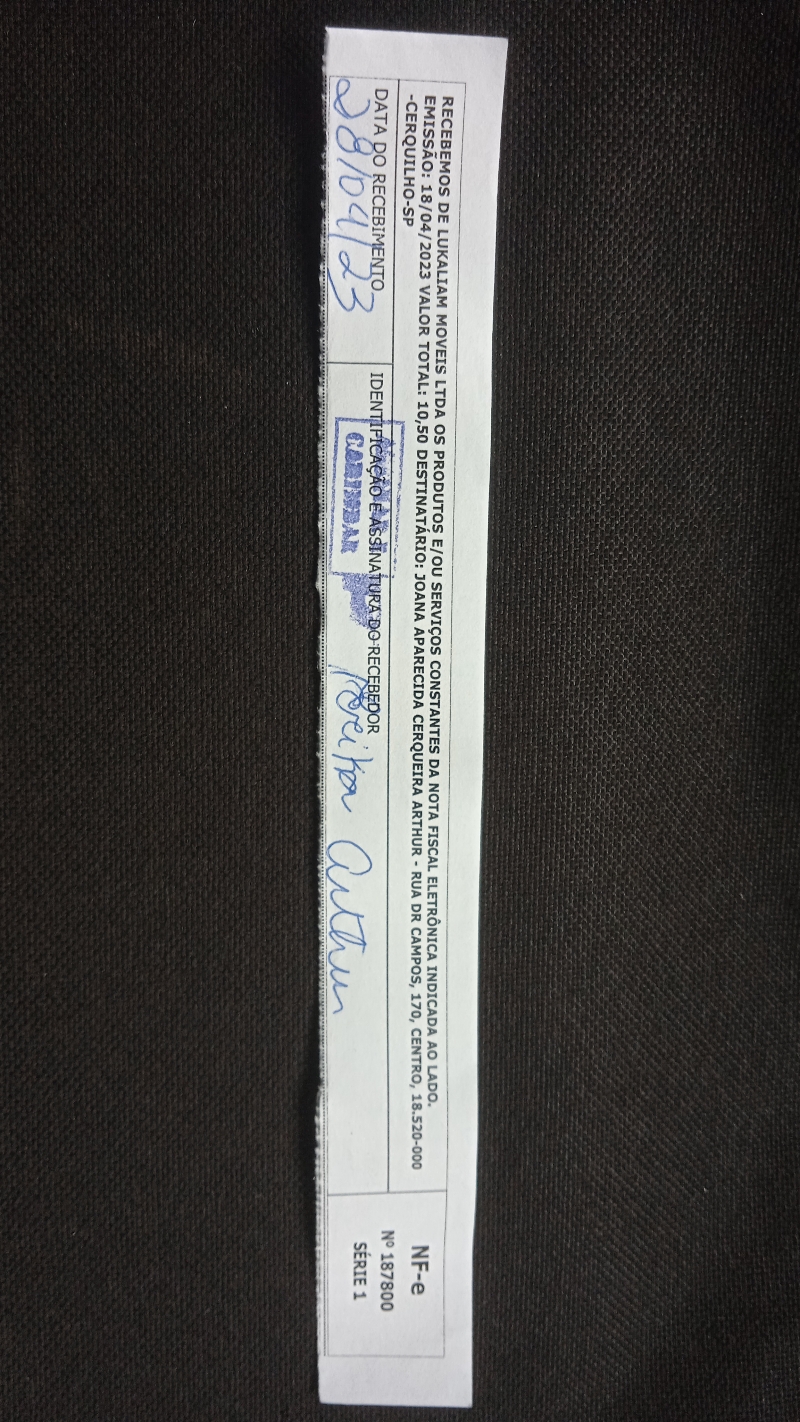 RECEBEMOS DE LUKALIAM MOVEIS LTDA OS PRODUTOS E/OU SERVIÇOS CONSTANTES DA NOTA FISCAL ELETRÔNICA INDICADA AO LADO.
EMISSÃO: 18/04/2023 VALOR TOTAL: 10,50 DESTINATÁRIO: JOANA APARECIDA CERQUEIRA ARTHUR - RUA DR CAMPOS, 170, CENTRO, 18.520-000
-CERQUILHO-SP
DATA DO RECEBIMENTO
28/04/23
IDENTIFICAÇÃO E ASSINATURA DO RECEBEDOR
CARIMBAR
Arthur
NF-e
Nº 187800
SÉRIE 1